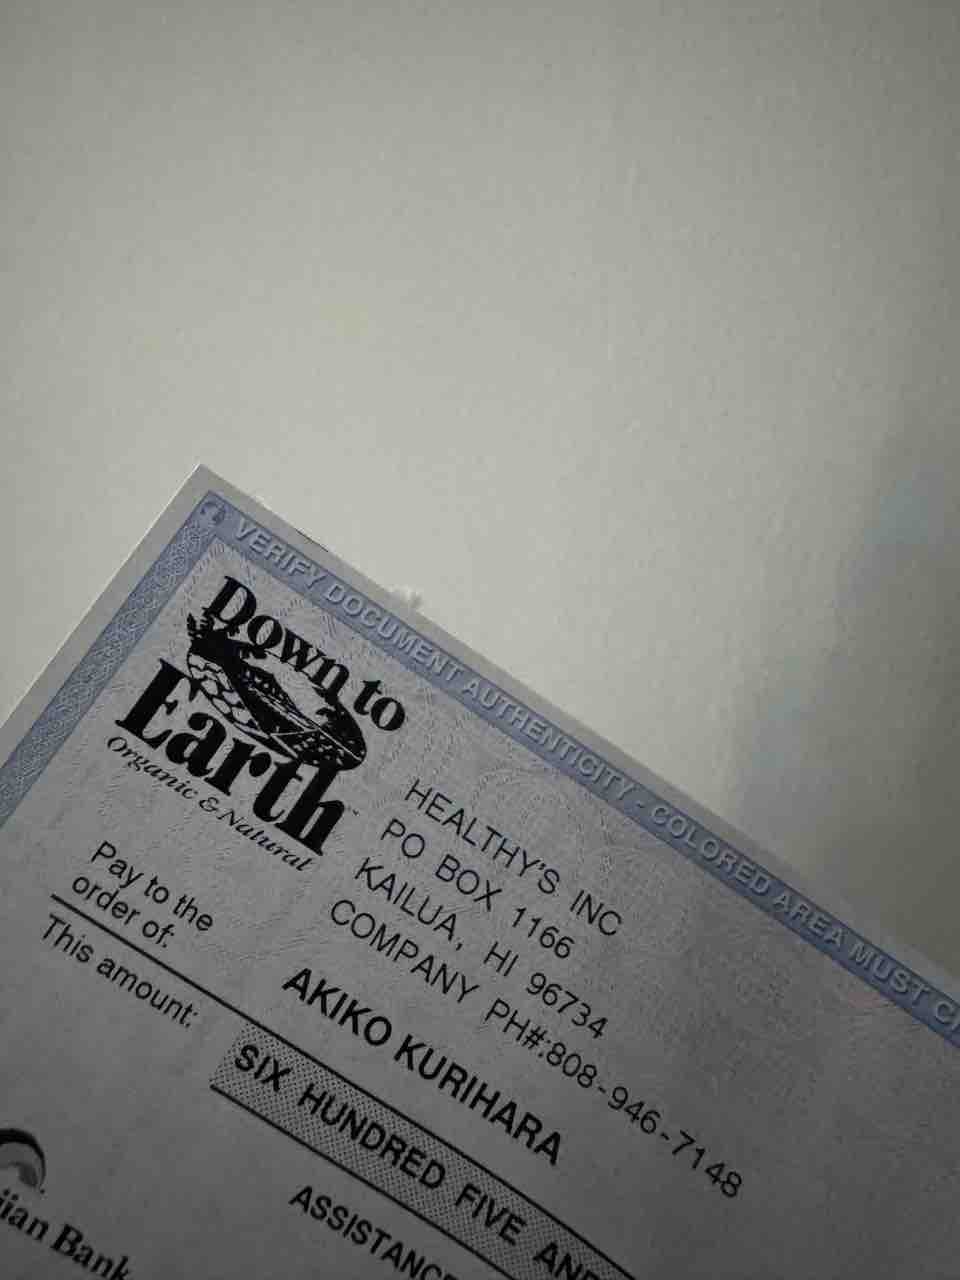 VERIFY DOCUMENT AUTHENTICITY - COLORED AREA MUST
Down to
Earth
Organic & Natural
HEALTHY'S INC
PO BOX 1166
KAILUA, HI 96734
COMPANY PH#:808-946-7148
Pay to the
order of:
AKIKO KURIHARA
This amount:
SIX HUNDRED FIVE AND
ASSISTANC
iian Bank